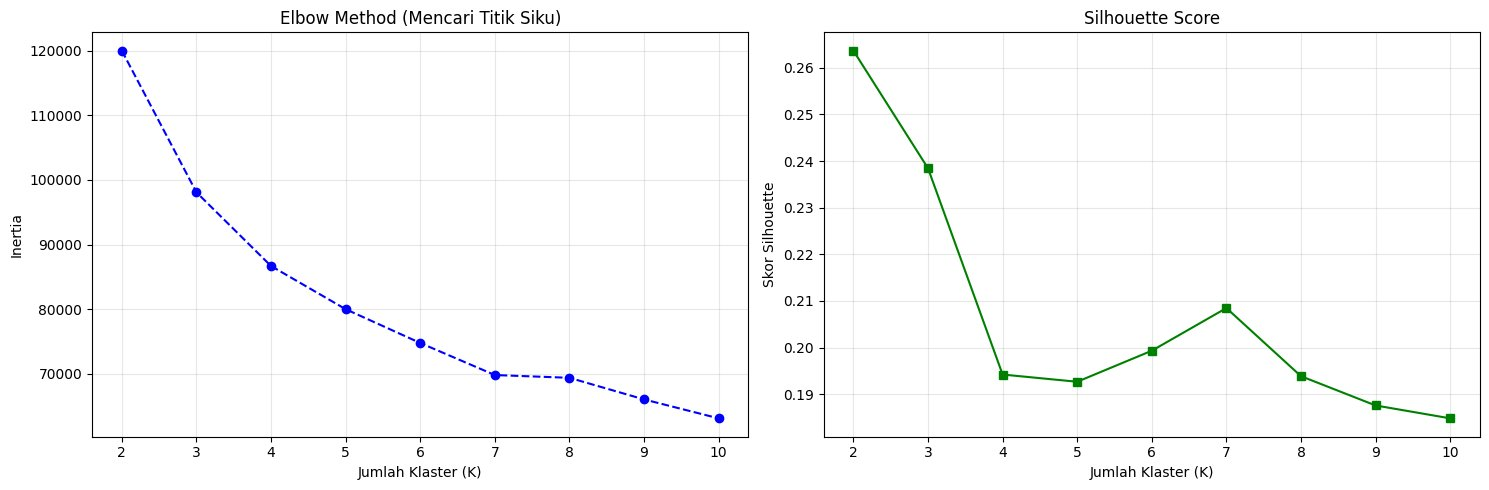 Elbow Method (Mencari Titik Siku)
120000
110000
100000
90000
80000
70000
Inertia
2 3 4 5 6 7 8 9 10
Jumlah Klaster (K)
Silhouette Score
0.26
0.25
0.24
0.23
0.22
0.21
0.20
0.19
Skor Silhouette
2 3 4 5 6 7 8 9 10
Jumlah Klaster (K)